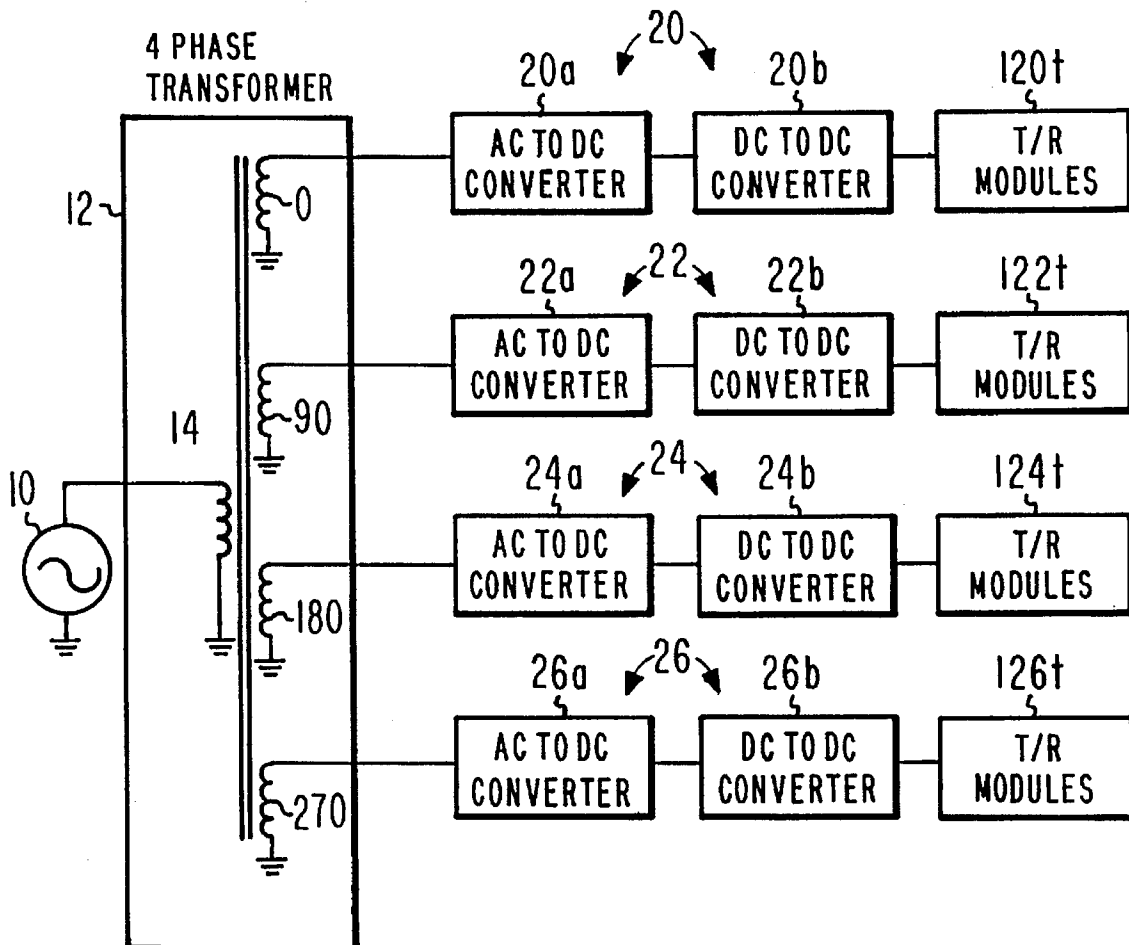 4 PHASE
TRANSFORMER
12
14
10
0
90
180
270
20
20a
20b
120t
AC TO DC
CONVERTER
DC TO DC
CONVERTER
T/R
MODULES
22
22a
22b
122t
AC TO DC
CONVERTER
DC TO DC
CONVERTER
T/R
MODULES
24
24a
24b
124t
AC TO DC
CONVERTER
DC TO DC
CONVERTER
T/R
MODULES
26
26a
26b
126t
AC TO DC
CONVERTER
DC TO DC
CONVERTER
T/R
MODULES